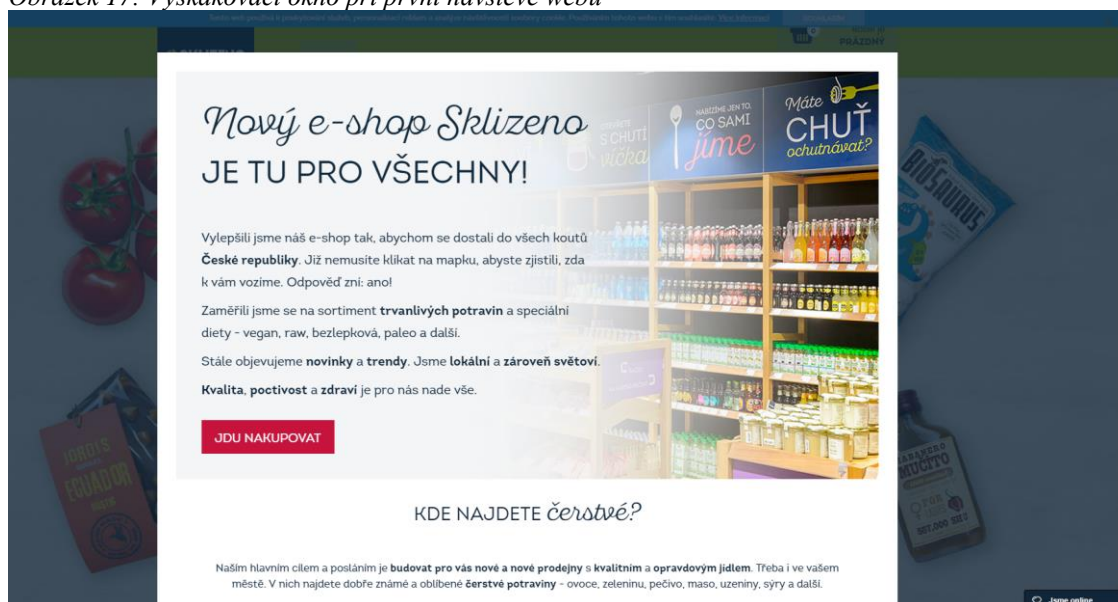 Obrázek 17: Vyskakovací okno při první návštěvě webu
PRÁZDNÝ
Nový e-shop Sklizeno
JE TU PRO VŠECHNY!
S CHUTÍ
víčka
NABÍZÍME JEN TO,
CO SAMI
jíme
Máte
CHUŤ
ochutnávat?
BIOSAURUS
Vylepšili jsme náš e-shop tak, abychom se dostali do všech koutů
České republiky. Již nemusíte klikat na mapku, abyste zjistili, zda
k vám vozíme. Odpověď zní: ano!
Zaměřili jsme se na sortiment trvanlivých potravin a speciální
diety - vegan, raw, bezlepková, paleo a další.
Stále objevujeme novinky a trendy. Jsme lokální a zároveň světoví.
Kvalita, poctivost a zdraví je pro nás nade vše.
JDU NAKUPOVAT
ECUADOR
HABANERO
MUČITO
KDE NAJDETE čerstvé?
Naším hlavním cílem a posláním je budovat pro vás nové a nové prodejny s kvalitním a opravdovým jídlem. Třeba i ve vašem
městě. V nich najdete dobře známé a oblíbené čerstvé potraviny - ovoce, zeleninu, pečivo, maso, uzeniny, sýry a další.
Jsme online